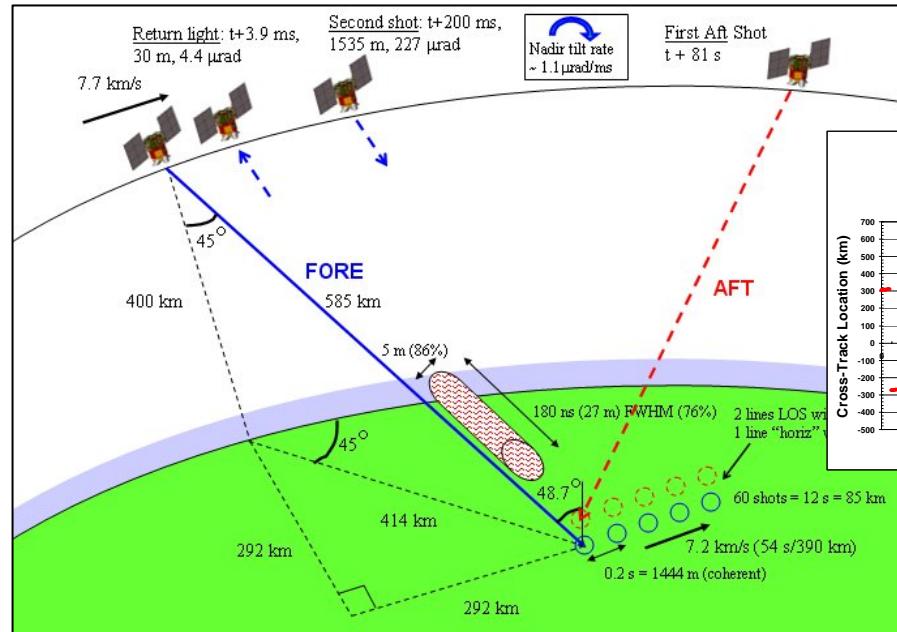 Return light: t+3.9 ms,
30 m, 4.4 µrad
Second shot: t+200 ms,
1535 m, 227 µrad
Nadir tilt rate
~ 1.1µrad/ms
First Aft Shot
t + 81 s
7.7 km/s
45°
FORE
585 km
400 km
AFT
5 m (86%)
180 ns (27 m) FWHM (76%)
45°
48.7°
414 km
292 km
292 km
2 lines LOS wi
1 line “horiz”
60 shots = 12 s = 85 km
7.2 km/s (54 s/390 km)
0.2 s = 1444 m (coherent)
Cross-Track Location (km)
700
600
500
400
300
200
100
0
-100
-200
-300
-400
-500